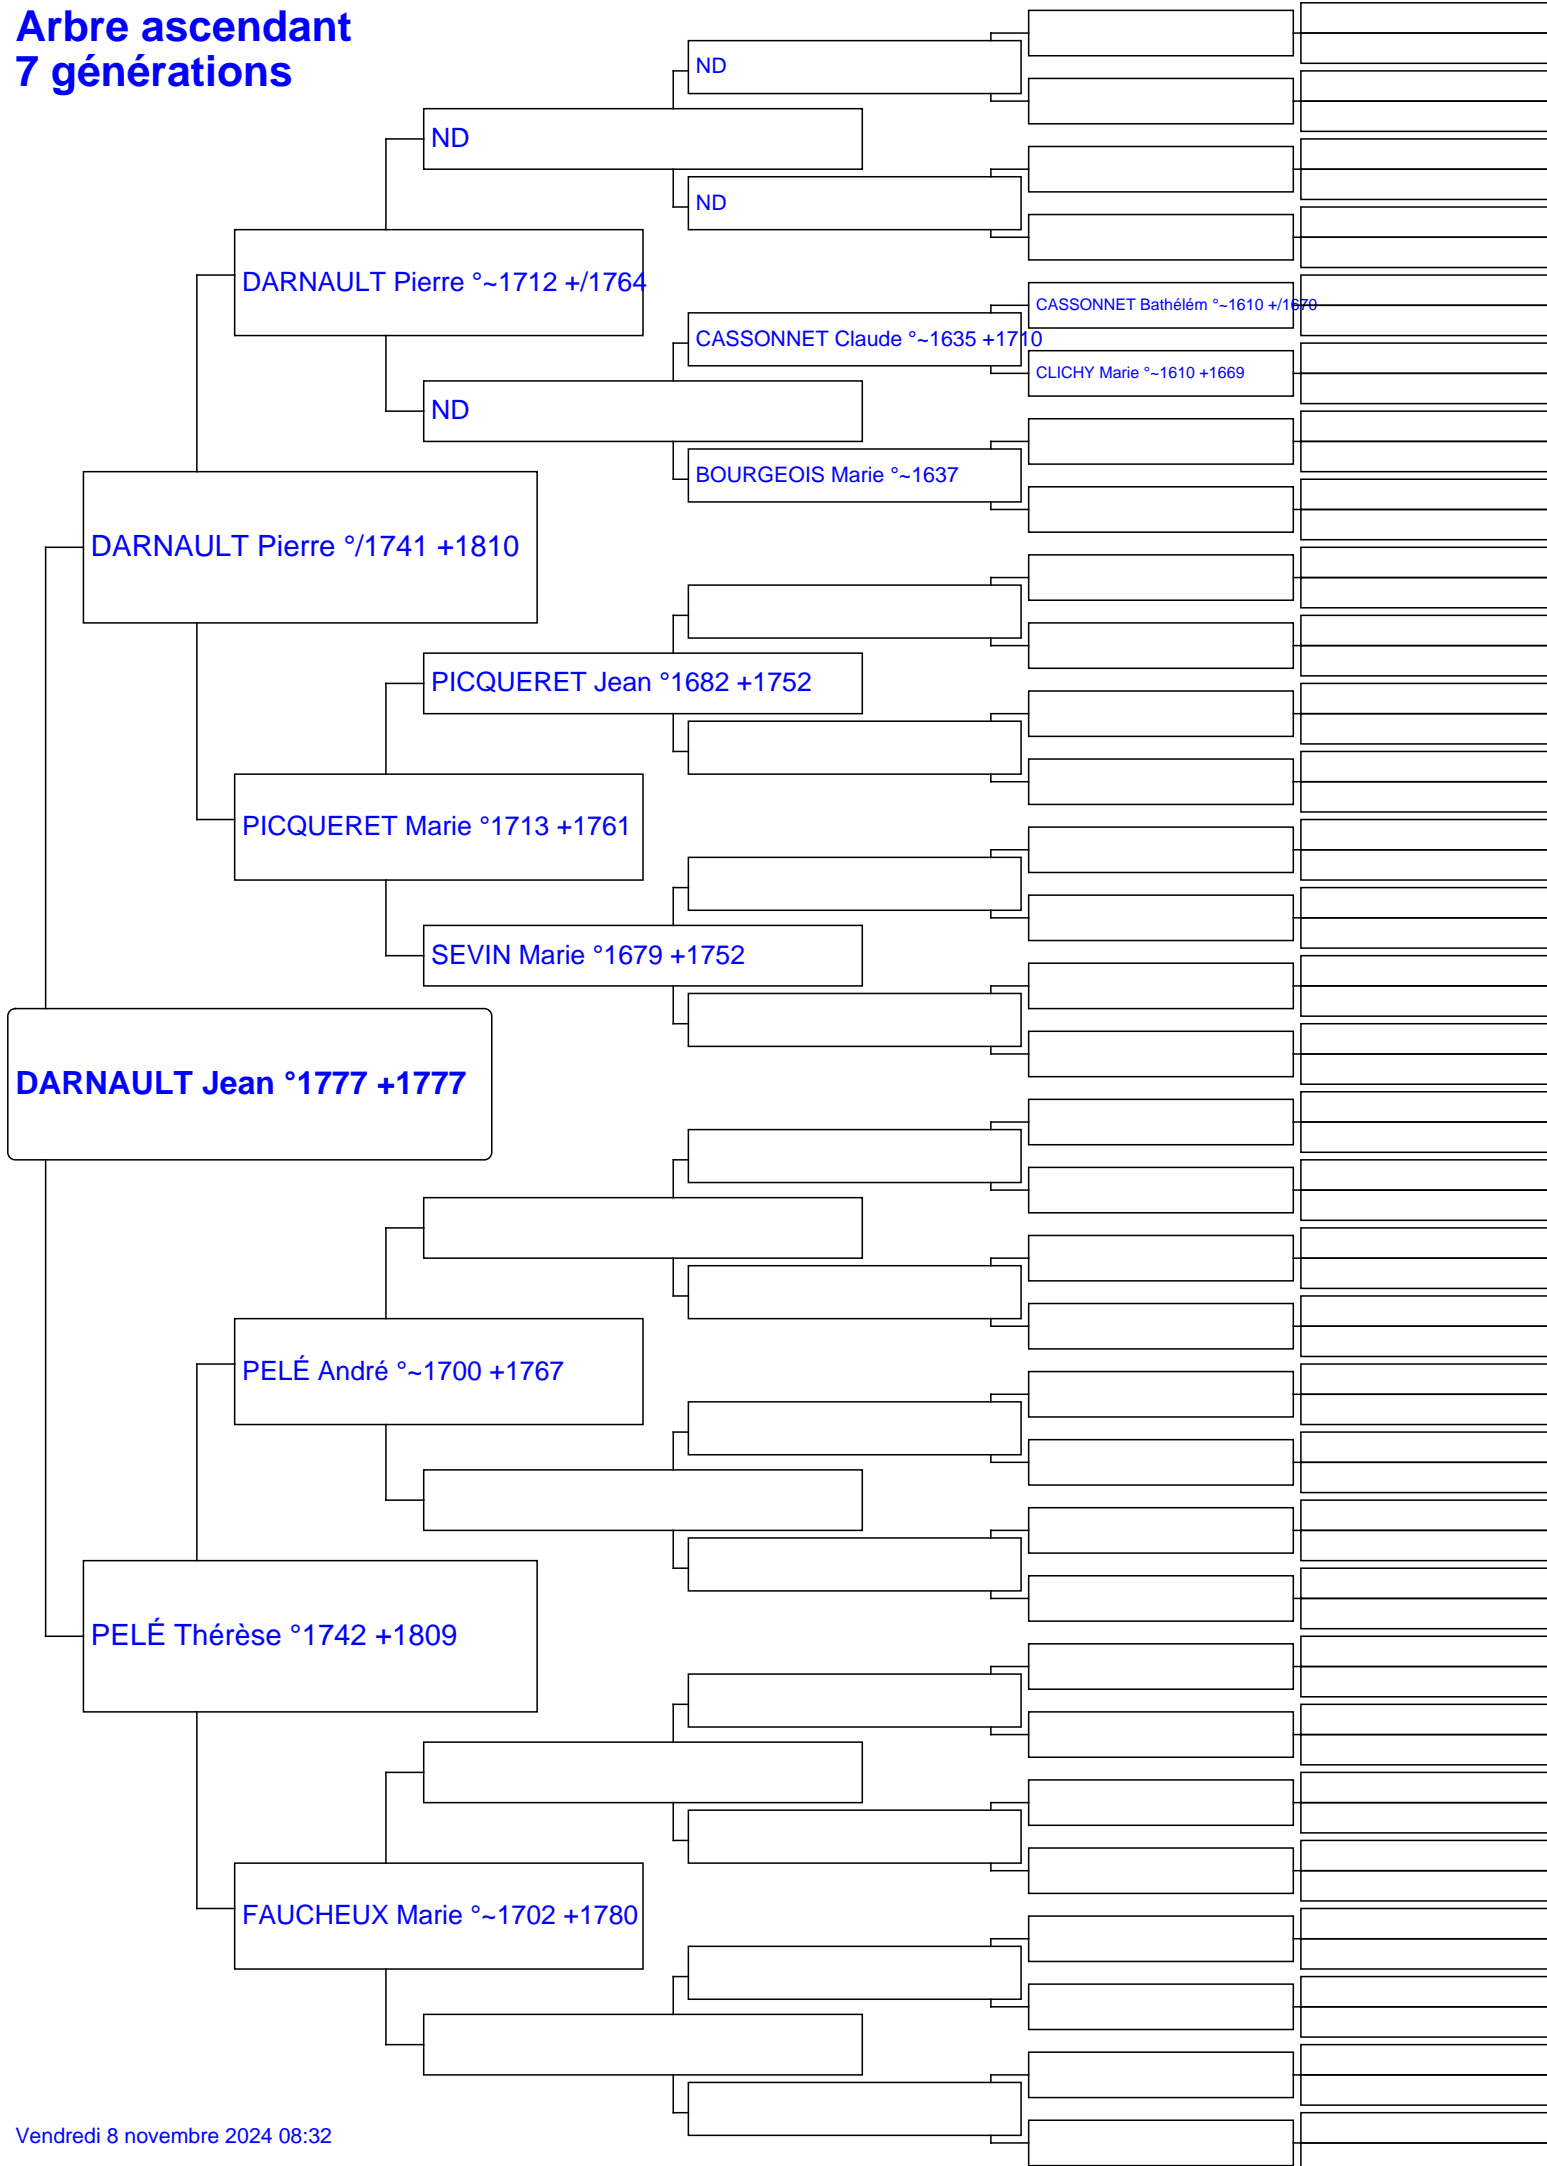 Arbre ascendant
7 générations
ND
ND
ND
DARNAULT Pierre °~1712 +/1764
CASSONNET Bathélém °~1610 +/1670
CASSONNET Claude °~1635 +1710
CLICHY Marie °~1610 +1669
ND
BOURGEOIS Marie °~1637
DARNAULT Pierre °/1741 +1810
PICQUERET Jean °1682 +1752
PICQUERET Marie °1713 +1761
SEVIN Marie °1679 +1752
DARNAULT Jean °1777 +1777
PELÉ André °~1700 +1767
PELÉ Thérèse °1742 +1809
FAUCHEUX Marie °~1702 +1780
Vendredi 8 novembre 2024 08:32